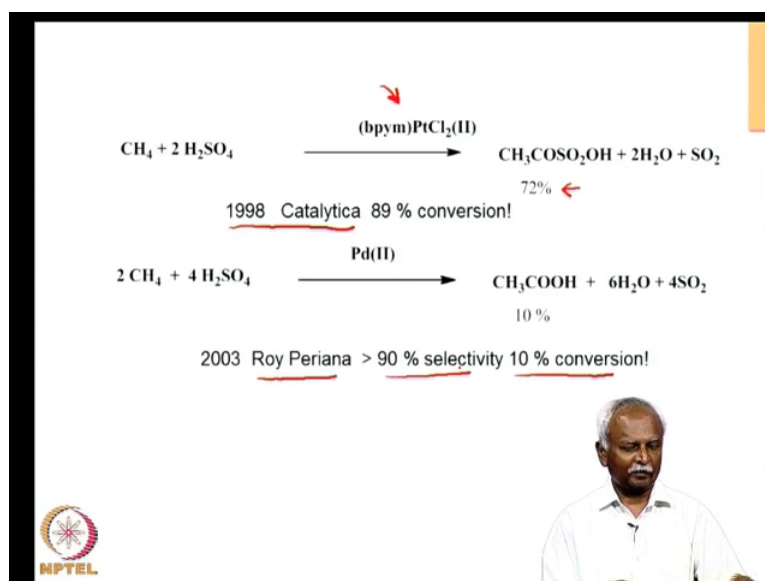 (bpym)PtCl₂(II)
CH₄ + 2 H₂SO₄ CH₃COSO₂OH + 2H₂O + SO₂
72%
1998 Catalytica 89 % conversion!
Pd(II)
2 CH₄ + 4 H₂SO₄ CH₃COOH + 6H₂O + 4SO₂
10 %
2003 Roy Periana > 90 % selectivity 10 % conversion!
NPTEL